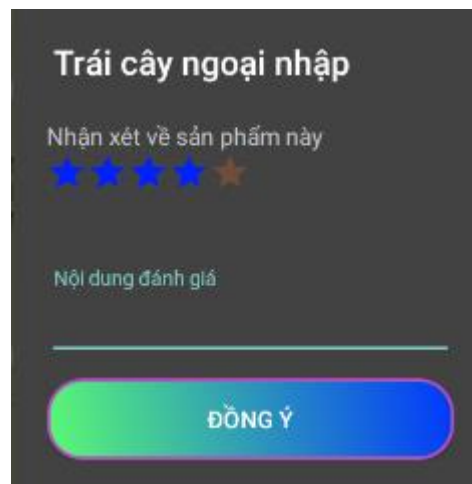 Trái cây ngoại nhập
Nhận xét về sản phẩm này
Nội dung đánh giá
ĐỒNG Ý